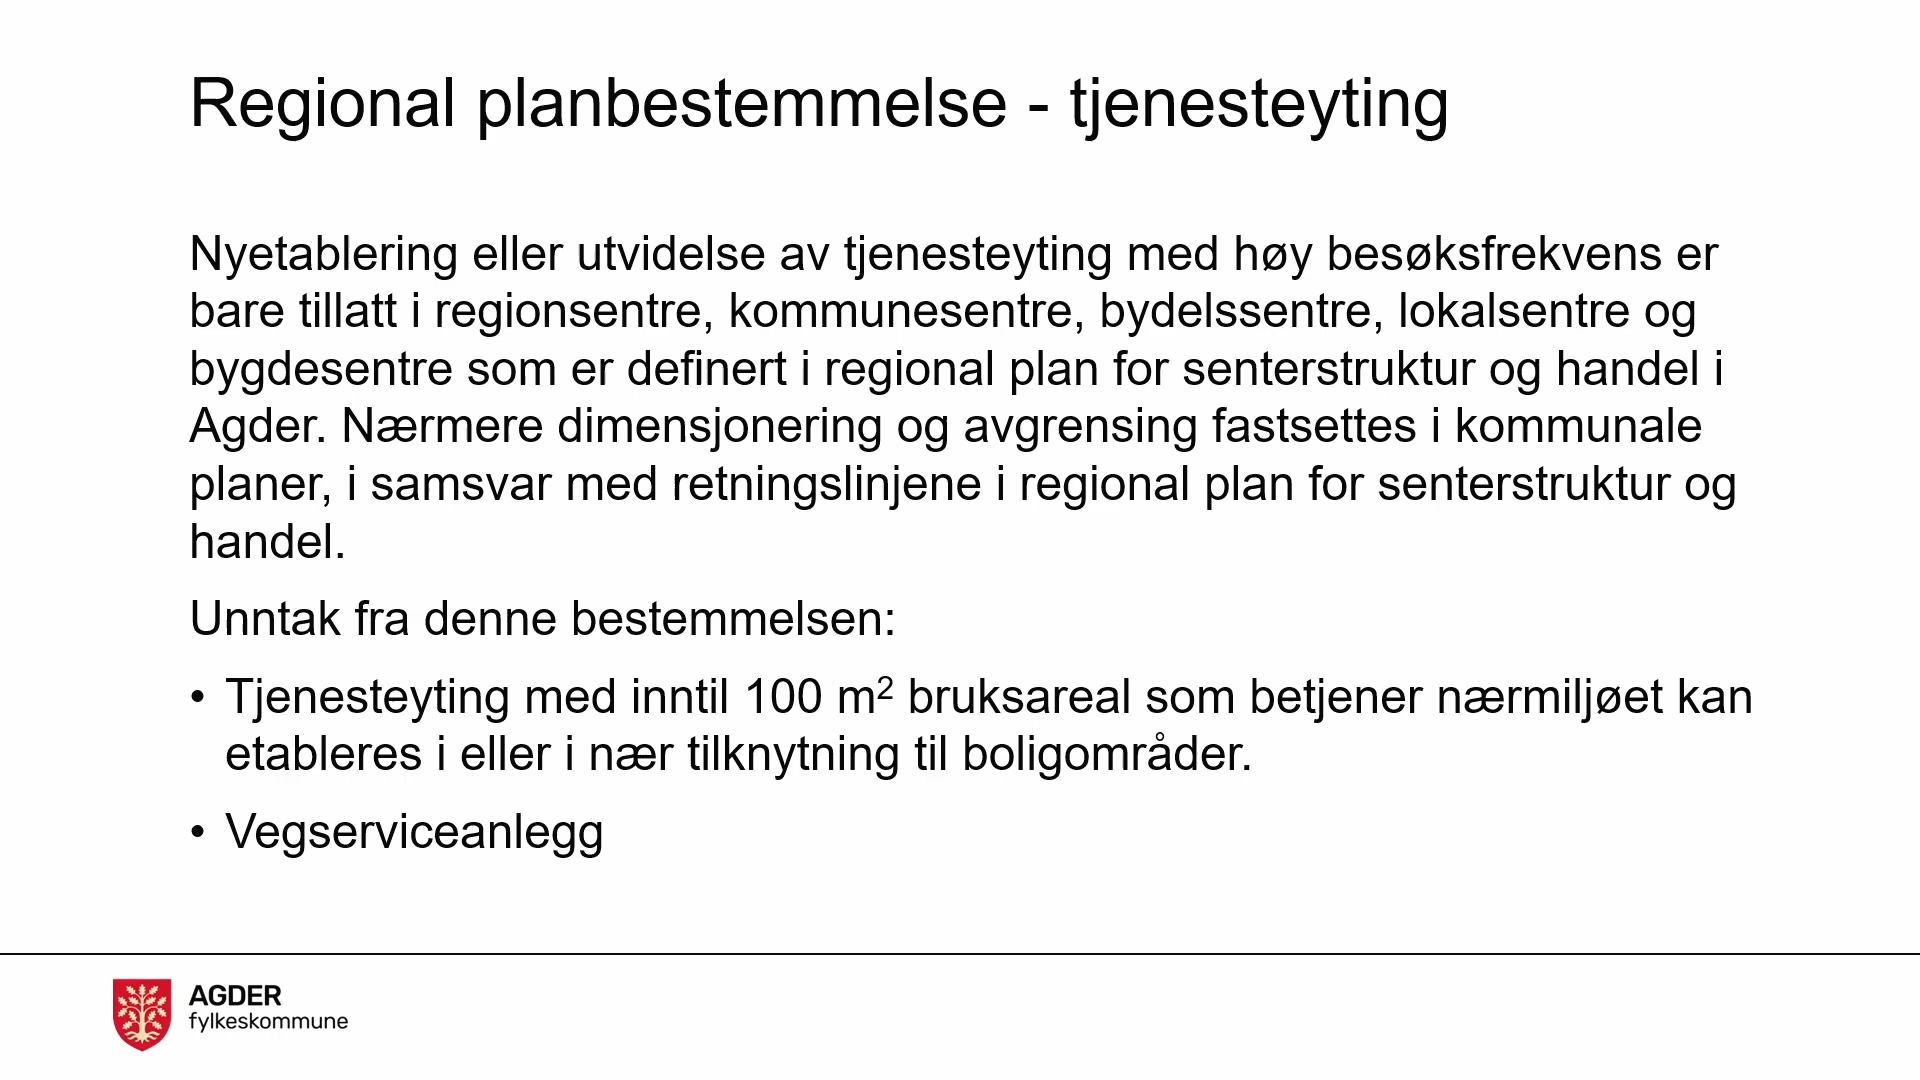 Regional planbestemmelse - tjenesteyting
Nyetablering eller utvidelse av tjenesteyting med høy besøksfrekvens er
bare tillatt i regionsentre, kommunesentre, bydelssentre, lokalsentre og
bygdesentre som er definert i regional plan for senterstruktur og handel i
Agder. Nærmere dimensjonering og avgrensing fastsettes i kommunale
planer, i samsvar med retningslinjene i regional plan for senterstruktur og
handel.
Unntak fra denne bestemmelsen:
• Tjenesteyting med inntil 100 m² bruksareal som betjener nærmiljøet kan
etableres i eller i nær tilknytning til boligområder.
• Vegserviceanlegg
AGDER
fylkeskommune